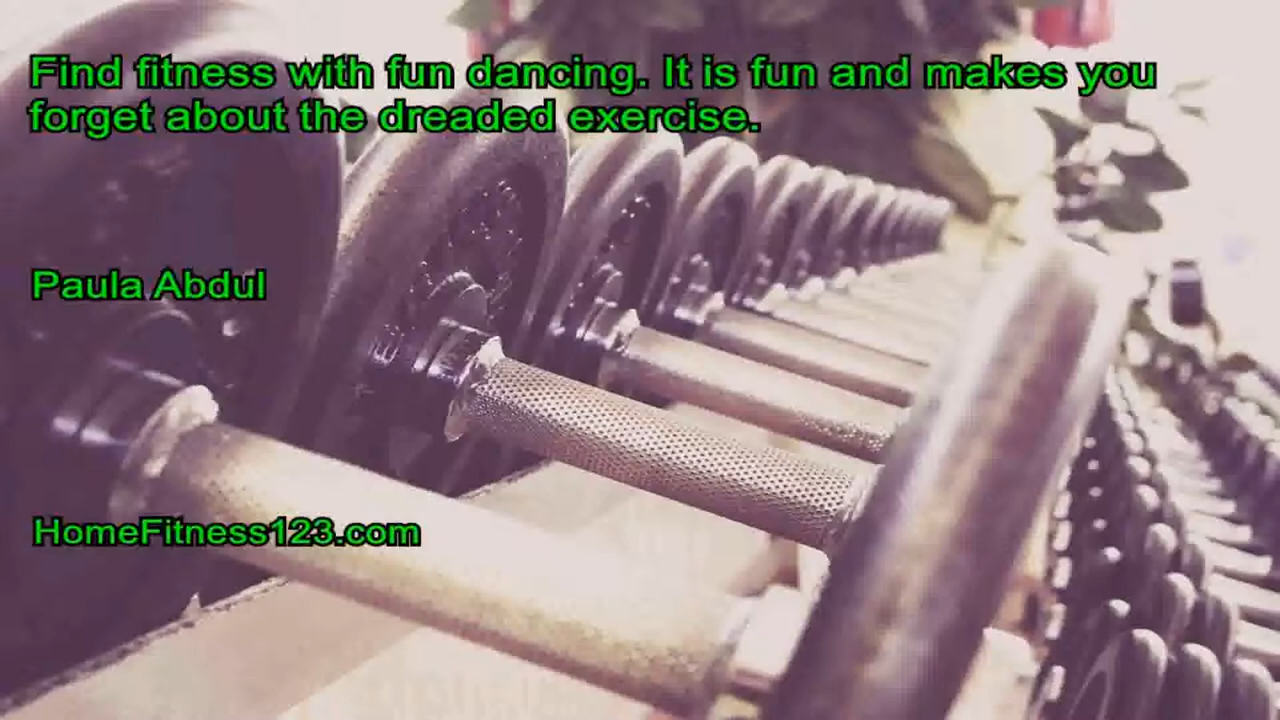 Find fitness with fun dancing. It is fun and makes you
forget about the dreaded exercise.
Paula Abdul
HomeFitness123.com